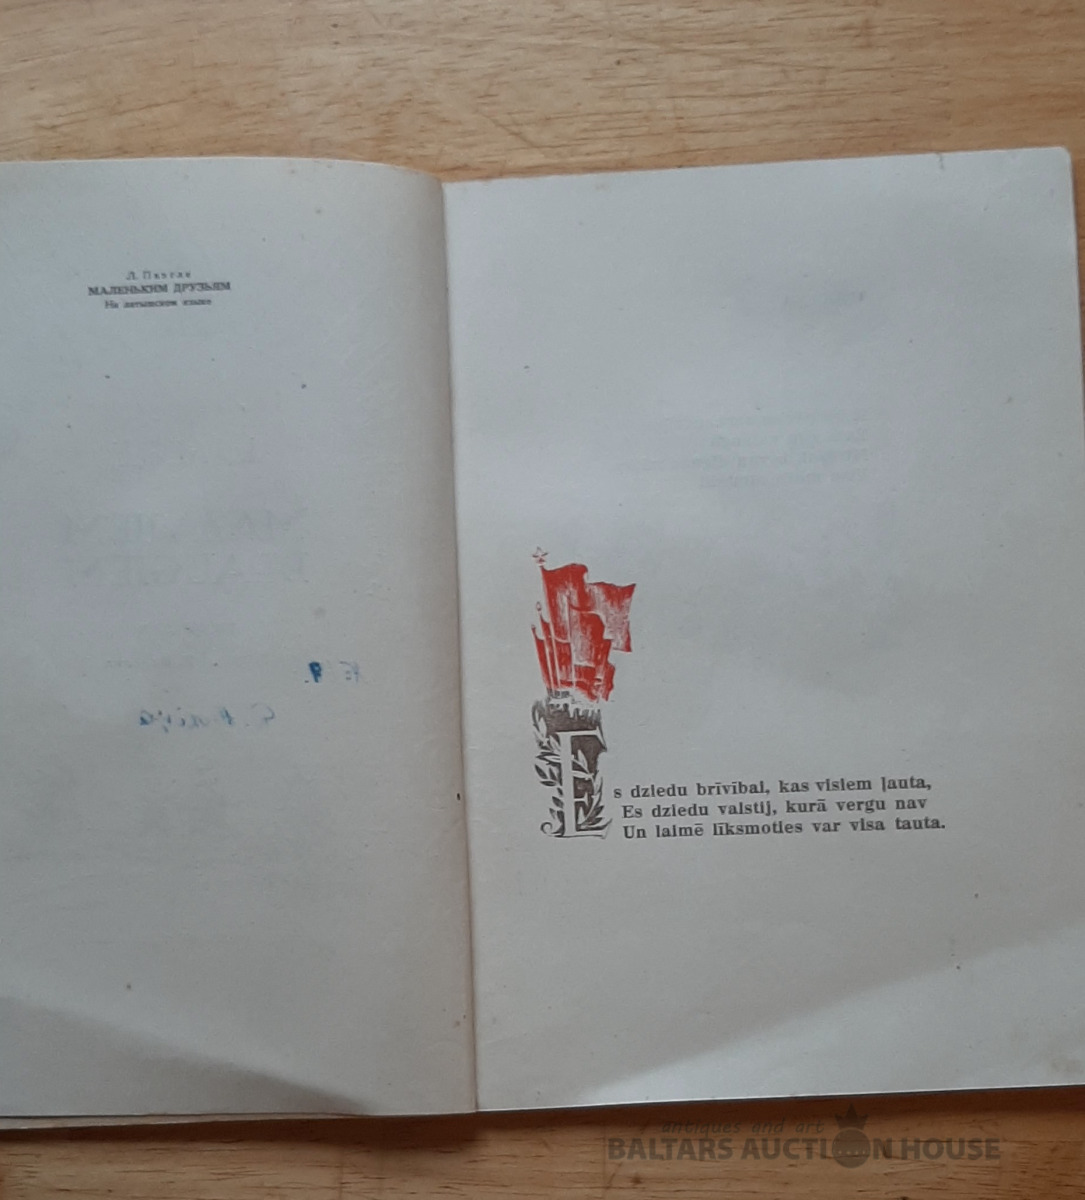 Л. Пээгле
МАЛЕНЬКИМ ДРУЗЬЯМ
На латышском языке
Es dziedu brīvībai, kas visiem ļauta,
Es dziedu valstij, kurā vergu nav
Un laimē līksmoties var visa tauta.
antiques and art
BALTARS AUCTION HOUSE